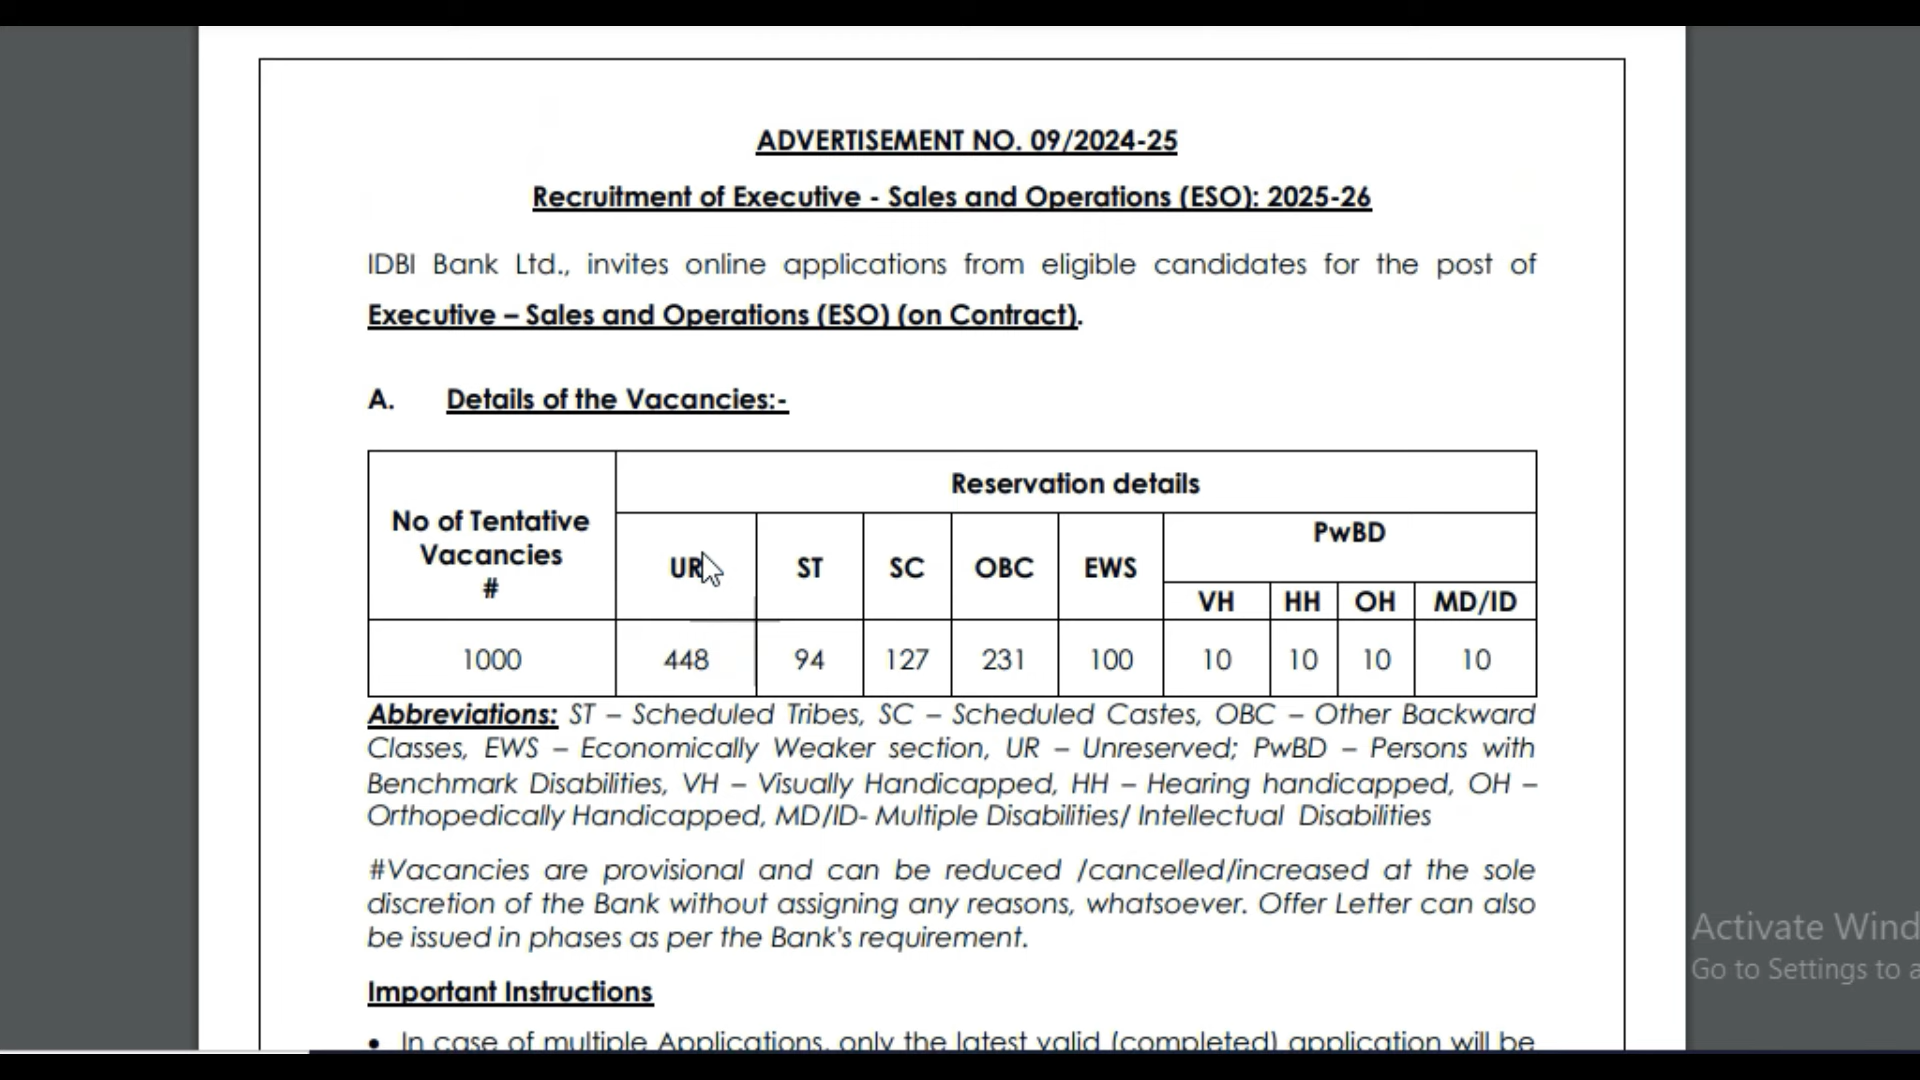 ADVERTISEMENT NO. 09/2024-25
Recruitment of Executive - Sales and Operations (ESO): 2025-26
IDBI Bank Ltd., invites online applications from eligible candidates for the post of
Executive – Sales and Operations (ESO) (on Contract).
A. Details of the Vacancies:-
No of Tentative
Vacancies
#
Reservation details
UR ST SC OBC EWS
PwBD
VH HH OH MD/ID
1000 448 94 127 231 100 10 10 10 10
Abbreviations: ST – Scheduled Tribes, SC – Scheduled Castes, OBC – Other Backward
Classes, EWS – Economically Weaker section, UR – Unreserved; PwBD – Persons with
Benchmark Disabilities, VH – Visually Handicapped, HH – Hearing handicapped, OH –
Orthopedically Handicapped, MD/ID- Multiple Disabilities/ Intellectual Disabilities
#Vacancies are provisional and can be reduced /cancelled/increased at the sole
discretion of the Bank without assigning any reasons, whatsoever. Offer Letter can also
be issued in phases as per the Bank's requirement.
Important Instructions
• In case of multiple Applications, only the latest valid (completed) application will be
Activate Wind
Go to Settings to a